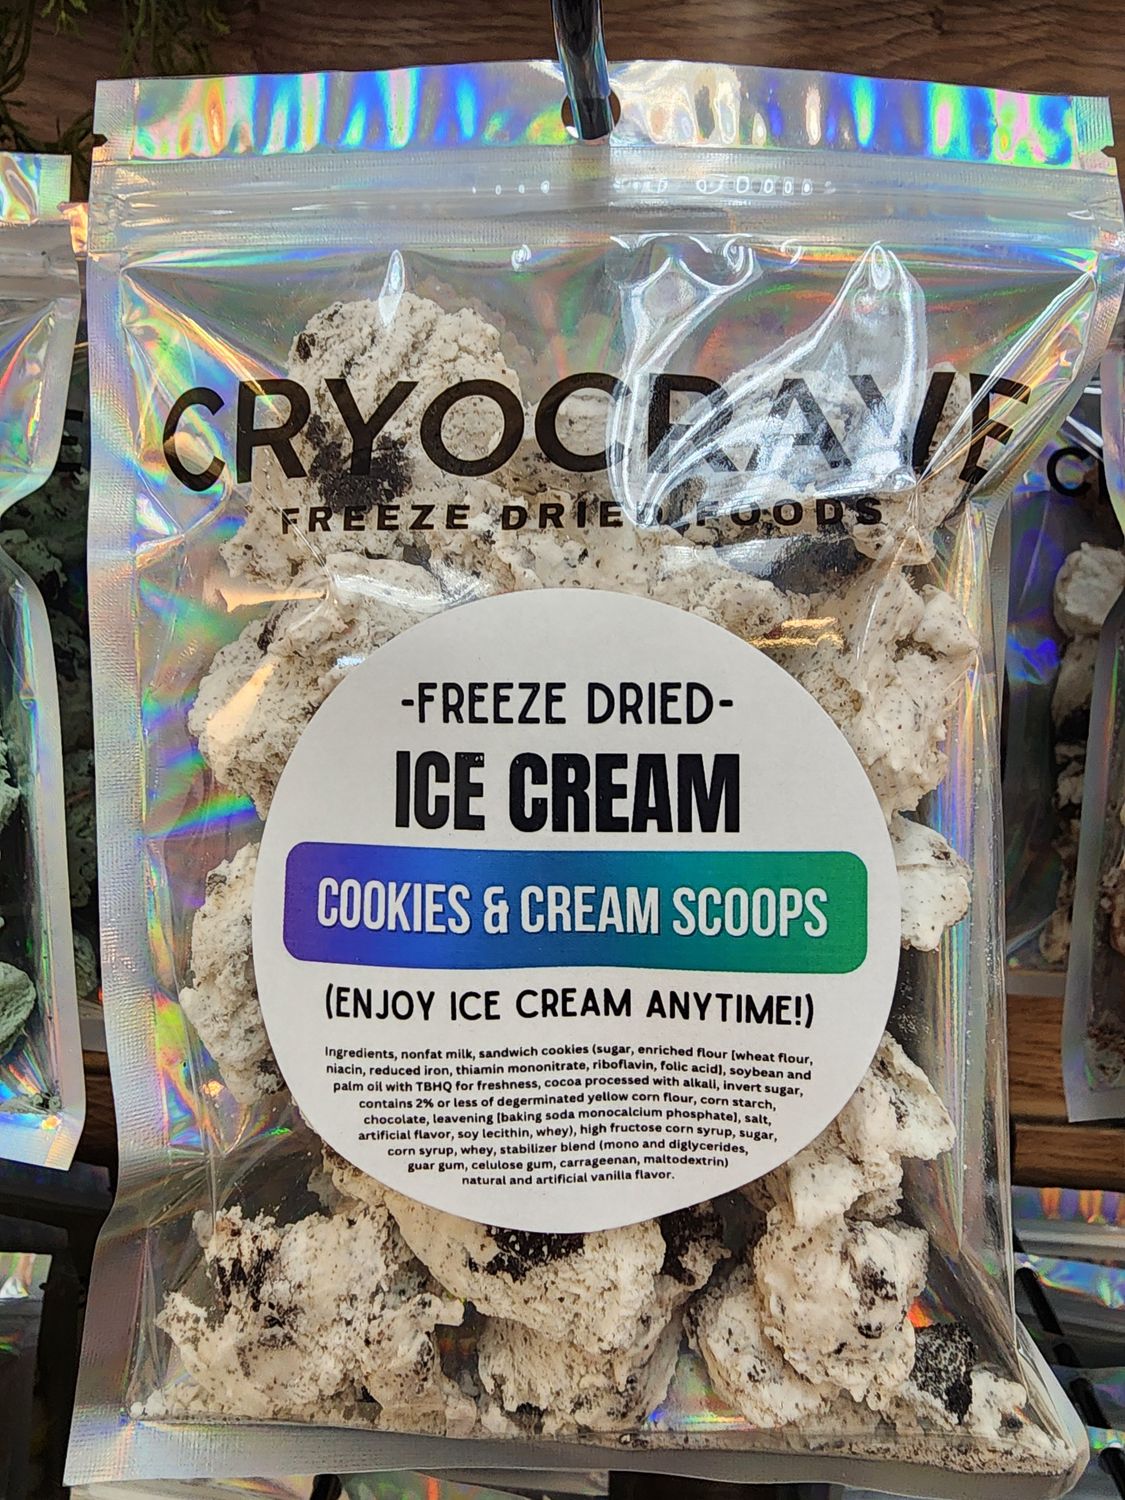 CRYOCRAVE
FREEZE DRIED FOODS
-FREEZE DRIED-
ICE CREAM
COOKIES & CREAM SCOOPS
(ENJOY ICE CREAM ANYTIME!)
Ingredients, nonfat milk, sandwich cookies (sugar, enriched flour [wheat flour,
niacin, reduced iron, thiamin mononitrate, riboflavin, folic acid], soybean and
palm oil with TBHQ for freshness, cocoa processed with alkali, invert sugar,
contains 2% or less of degerminated yellow corn flour, corn starch,
chocolate, leavening [baking soda monocalcium phosphate], salt,
artificial flavor, soy lecithin, whey), high fructose corn syrup, sugar,
corn syrup, whey, stabilizer blend (mono and diglycerides,
guar gum, celulose gum, carrageenan, maltodextrin)
natural and artificial vanilla flavor.